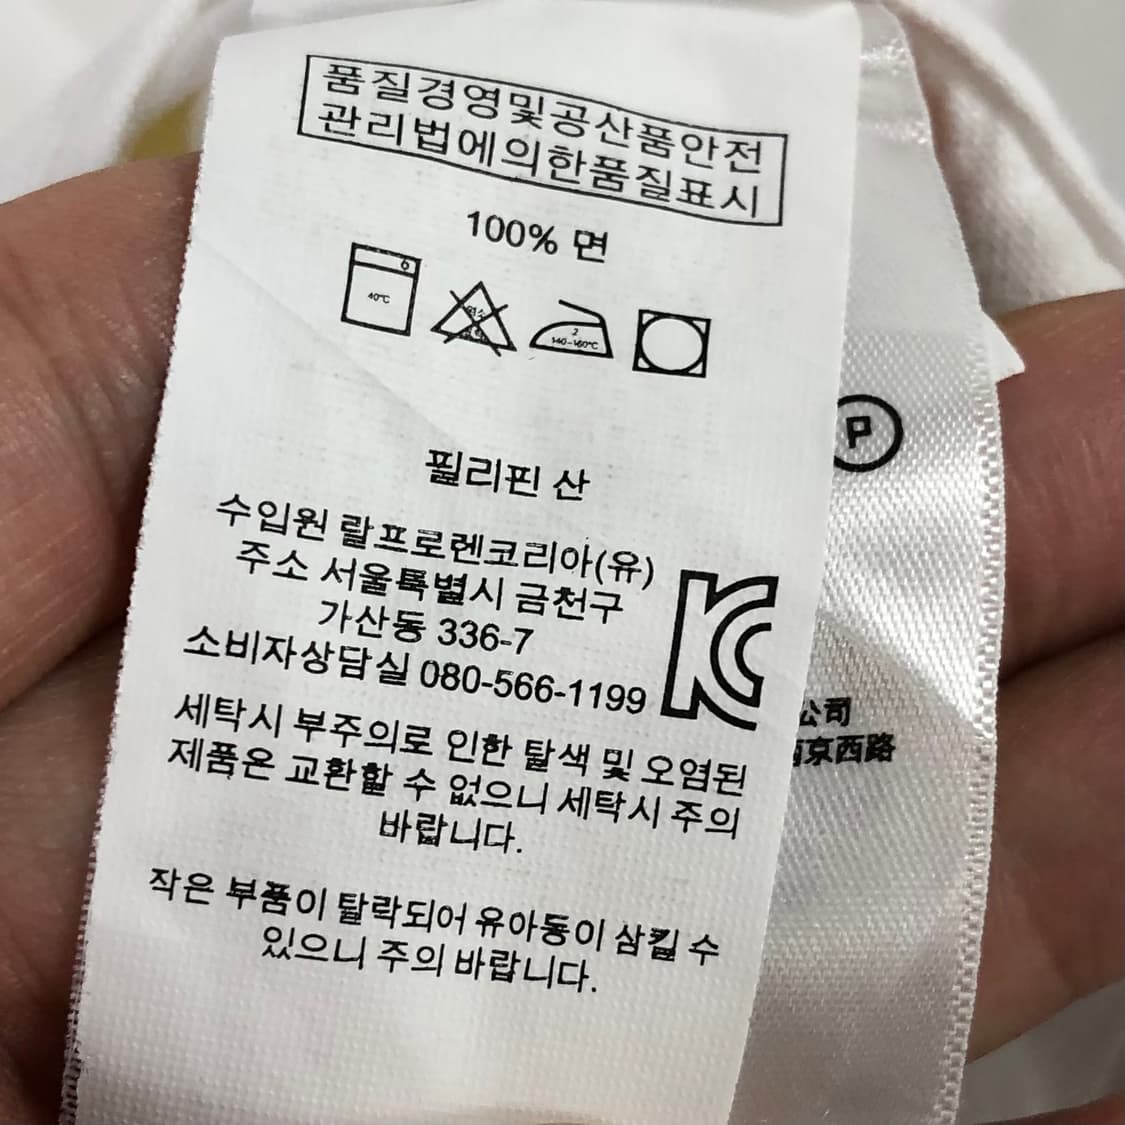 품질경영및공산품안전
관리법에의한품질표시
100% 면
40℃
염소
2
140-160℃
필리핀 산
수입원 랄프로렌코리아(유)
주소 서울특별시 금천구
가산동 336-7
소비자상담실 080-566-1199
세탁시 부주의로 인한 탈색 및 오염된
제품은 교환할 수 없으니 세탁시 주의
바랍니다.
작은 부품이 탈락되어 유아동이 삼킬 수
있으니 주의 바랍니다.
P
公司
京西路